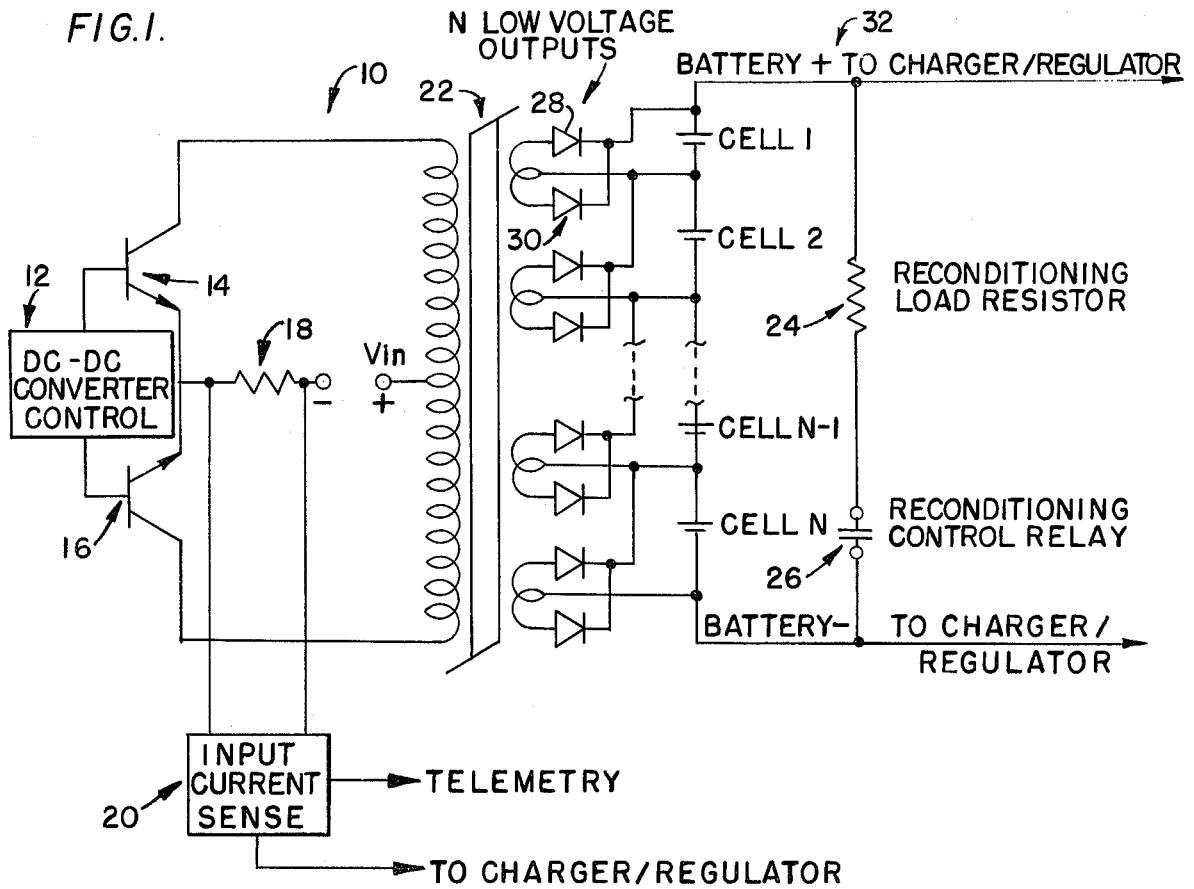 FIG.1.
N LOW VOLTAGE
OUTPUTS
32
BATTERY + TO CHARGER/REGULATOR
10
22
28
CELL 1
30
CELL 2
12
14
DC-DC
CONVERTER
CONTROL
18
Vin
- +
RECONDITIONING
LOAD RESISTOR
24
CELL N-1
16
CELL N
RECONDITIONING
CONTROL RELAY
26
BATTERY- TO CHARGER/
REGULATOR
INPUT
CURRENT
SENSE
20
TELEMETRY
TO CHARGER/REGULATOR